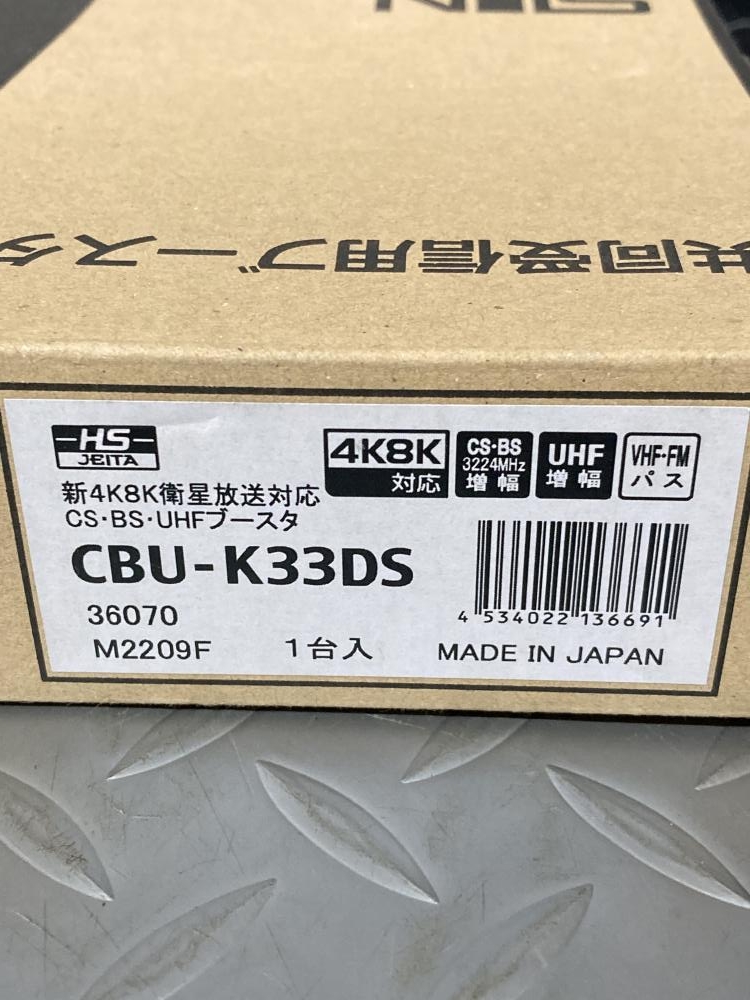 共同受信用ブースタ
HS
JEITA
4K8K
対応
CS・BS
3224MHz
増幅
UHF
増幅
VHF・FM
パス
新4K8K衛星放送対応
CS・BS・UHFブースタ
CBU-K33DS
36070
4 534022 136691
M2209F 1台入 MADE IN JAPAN